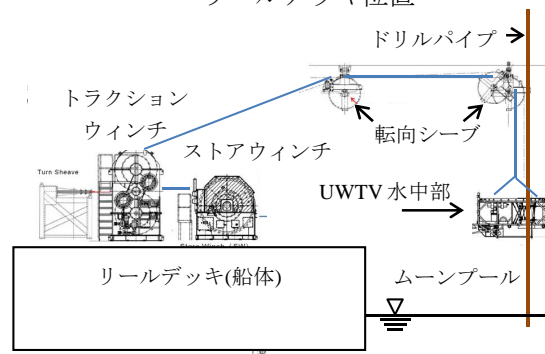 ドリルパイプ
トラクション
ウィンチ
転向シーブ
ストアウィンチ
Turn Sheave
UWTV 水中部
リールデッキ(船体)
ムーンプール